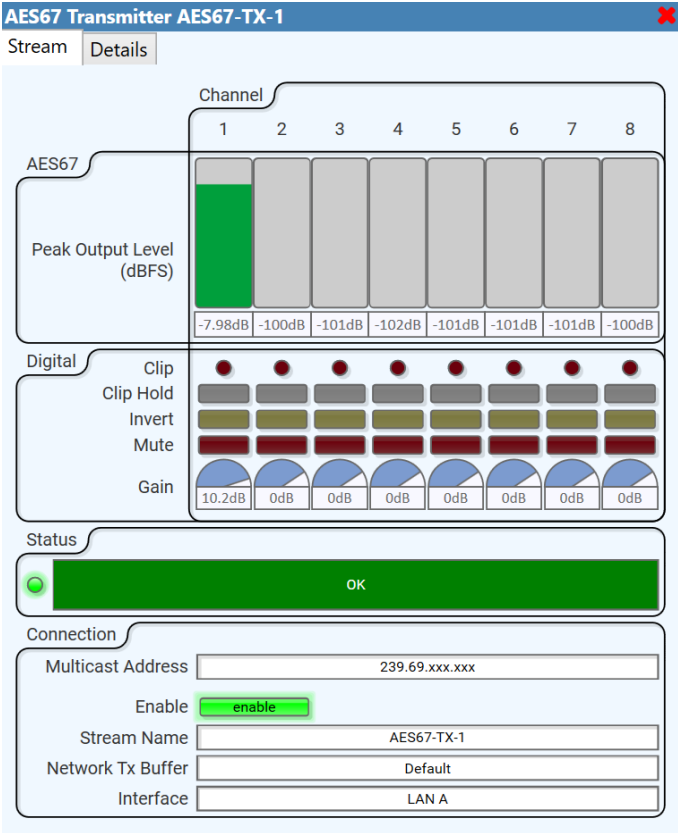 AES67 Transmitter AES67-TX-1
Stream Details
Channel
1 2 3 4 5 6 7 8
AES67
Peak Output Level
(dBFS)
-7.98dB -100dB -101dB -102dB -101dB -101dB -101dB -100dB
Digital
Clip
Clip Hold
Invert
Mute
Gain
10.2dB 0dB 0dB 0dB 0dB 0dB 0dB 0dB
Status
OK
Connection
Multicast Address 239.69.xxx.xxx
Enable enable
Stream Name AES67-TX-1
Network Tx Buffer Default
Interface LAN A